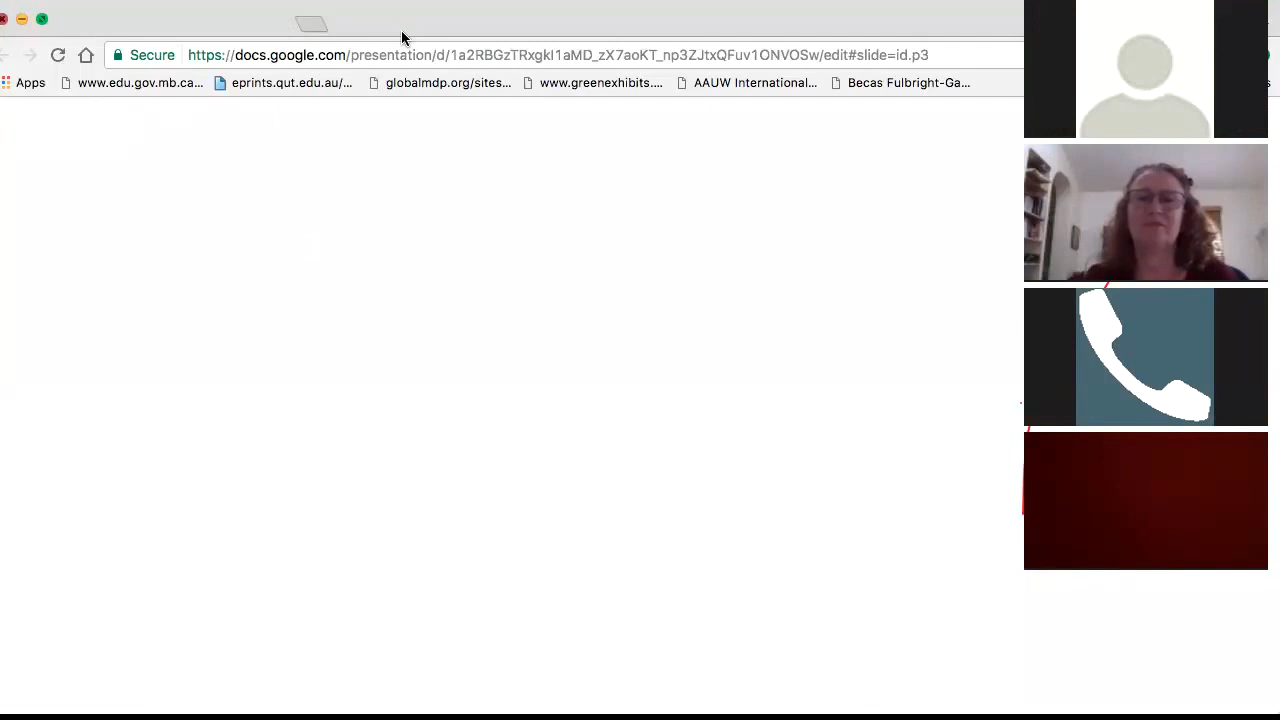 Secure https://docs.google.com/presentation/d/1a2RBGzTRxgkI1aMD_zX7aoKT_np3ZJtxQFuv1ONVOSw/edit#slide=id.p3
Apps www.edu.gov.mb.ca... eprints.qut.edu.au/... globalmdp.org/sites... www.greenexhibits.... AAUW International... Becas Fulbright-Ga...